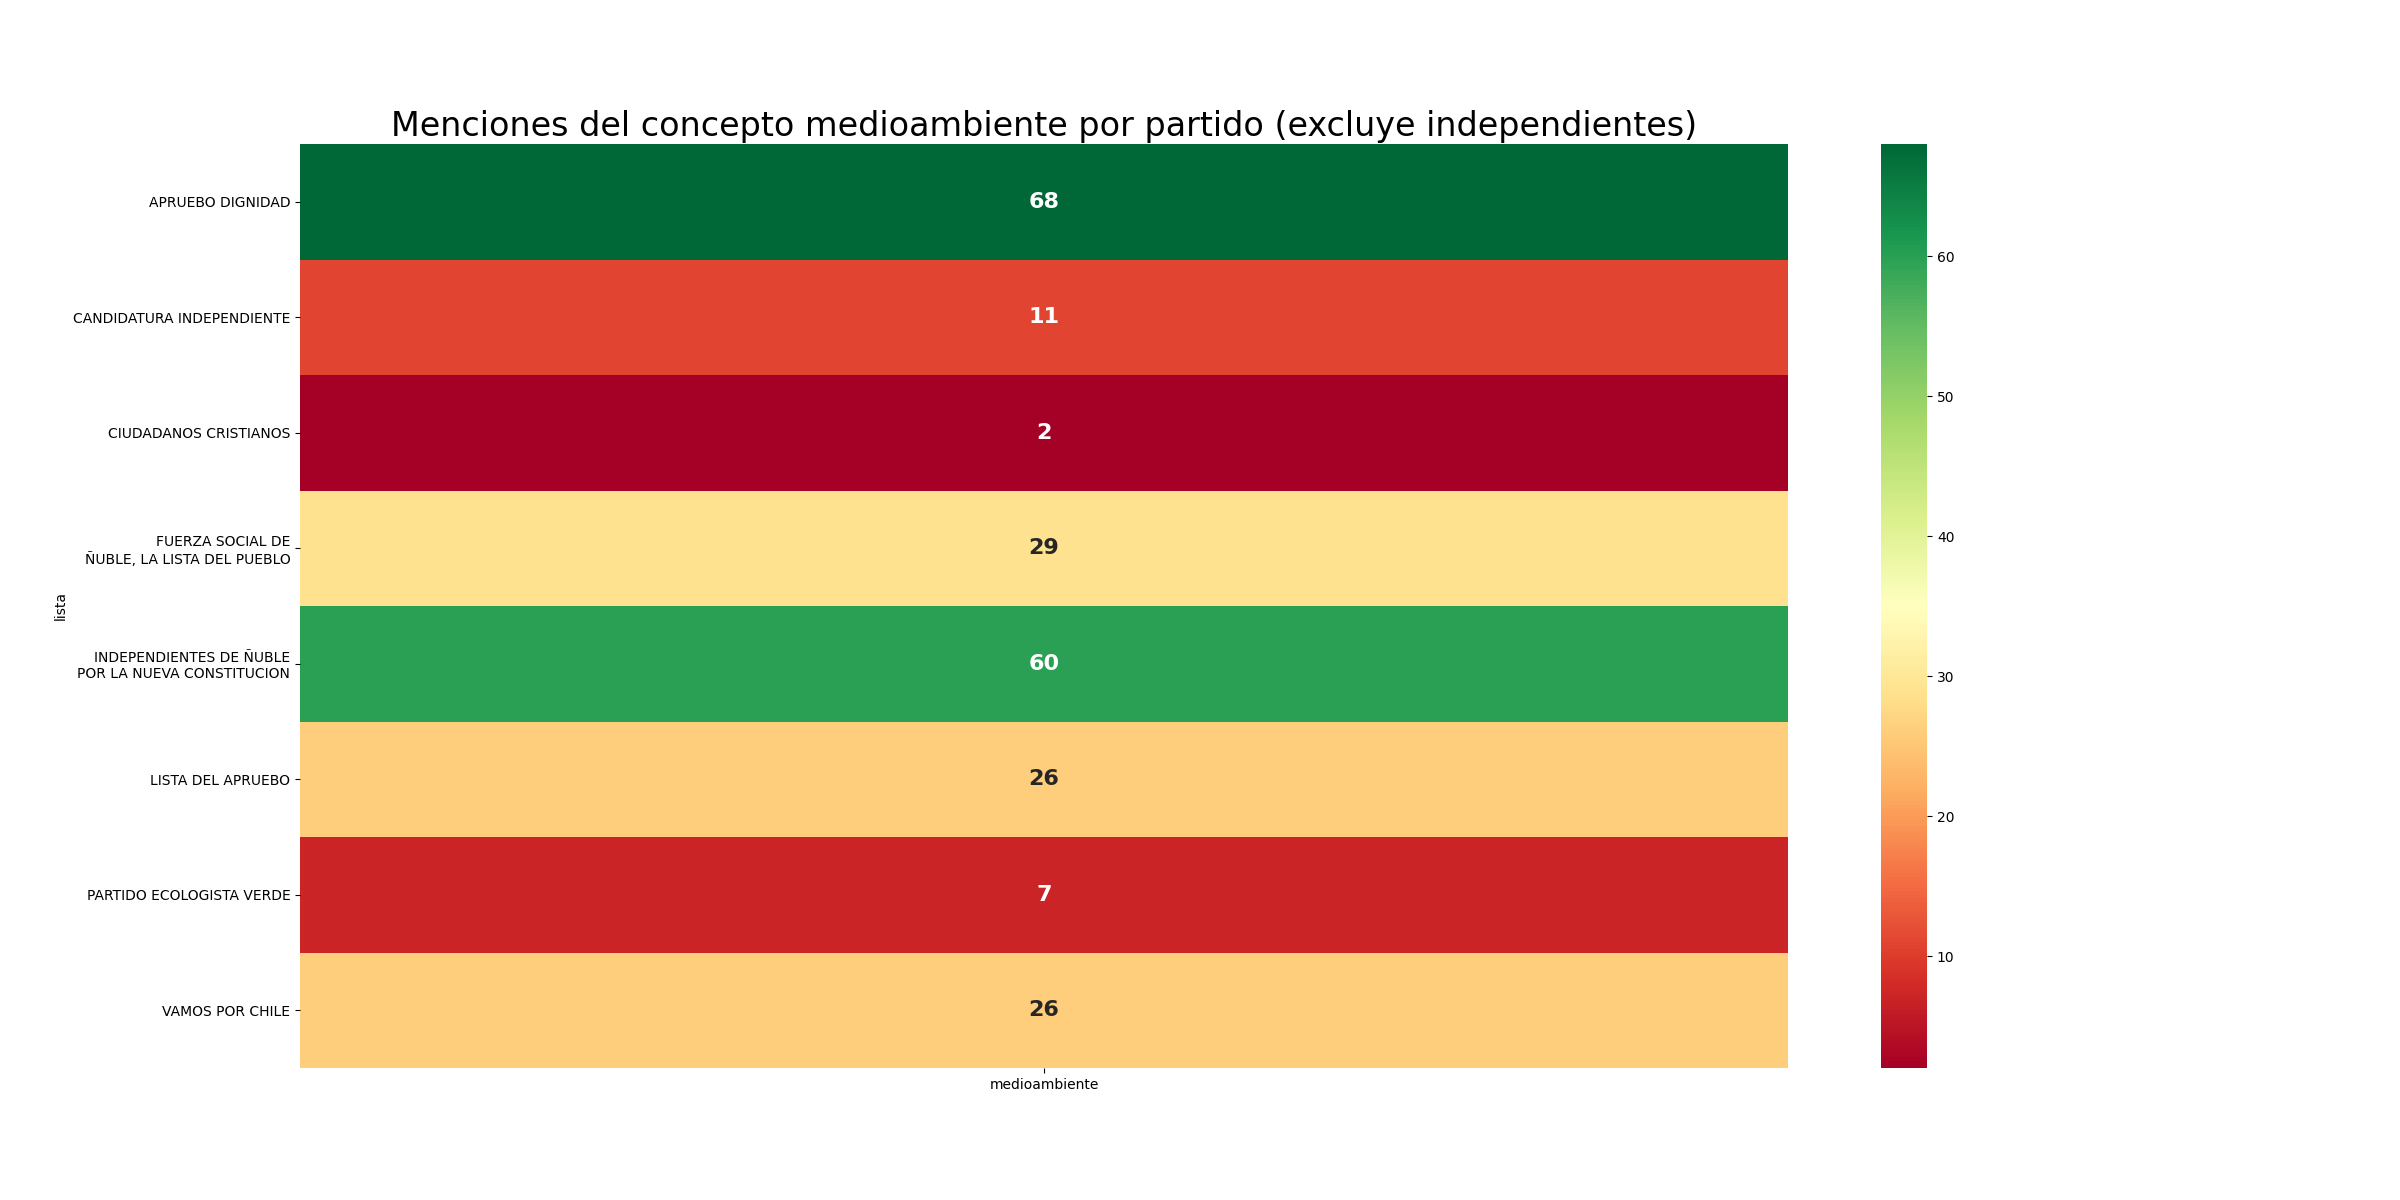 Menciones del concepto medioambiente por partido (excluye independientes)
APRUEBO DIGNIDAD
68
CANDIDATURA INDEPENDIENTE
11
CIUDADANOS CRISTIANOS
2
FUERZA SOCIAL DE
ÑUBLE, LA LISTA DEL PUEBLO
29
INDEPENDIENTES DE ÑUBLE
POR LA NUEVA CONSTITUCION
60
LISTA DEL APRUEBO
26
PARTIDO ECOLOGISTA VERDE
7
VAMOS POR CHILE
26
lista
medioambiente
60
50
40
30
20
10